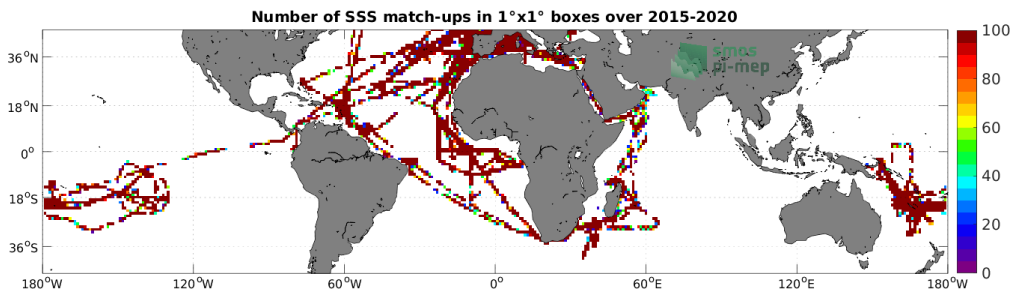 Number of SSS match-ups in 1°x1° boxes over 2015-2020
smos
pi-mep
36°N
18°N
0°
18°S
36°S
180°W
120°W
60°W
0°
60°E
120°E
180°W
100
80
60
40
20
0